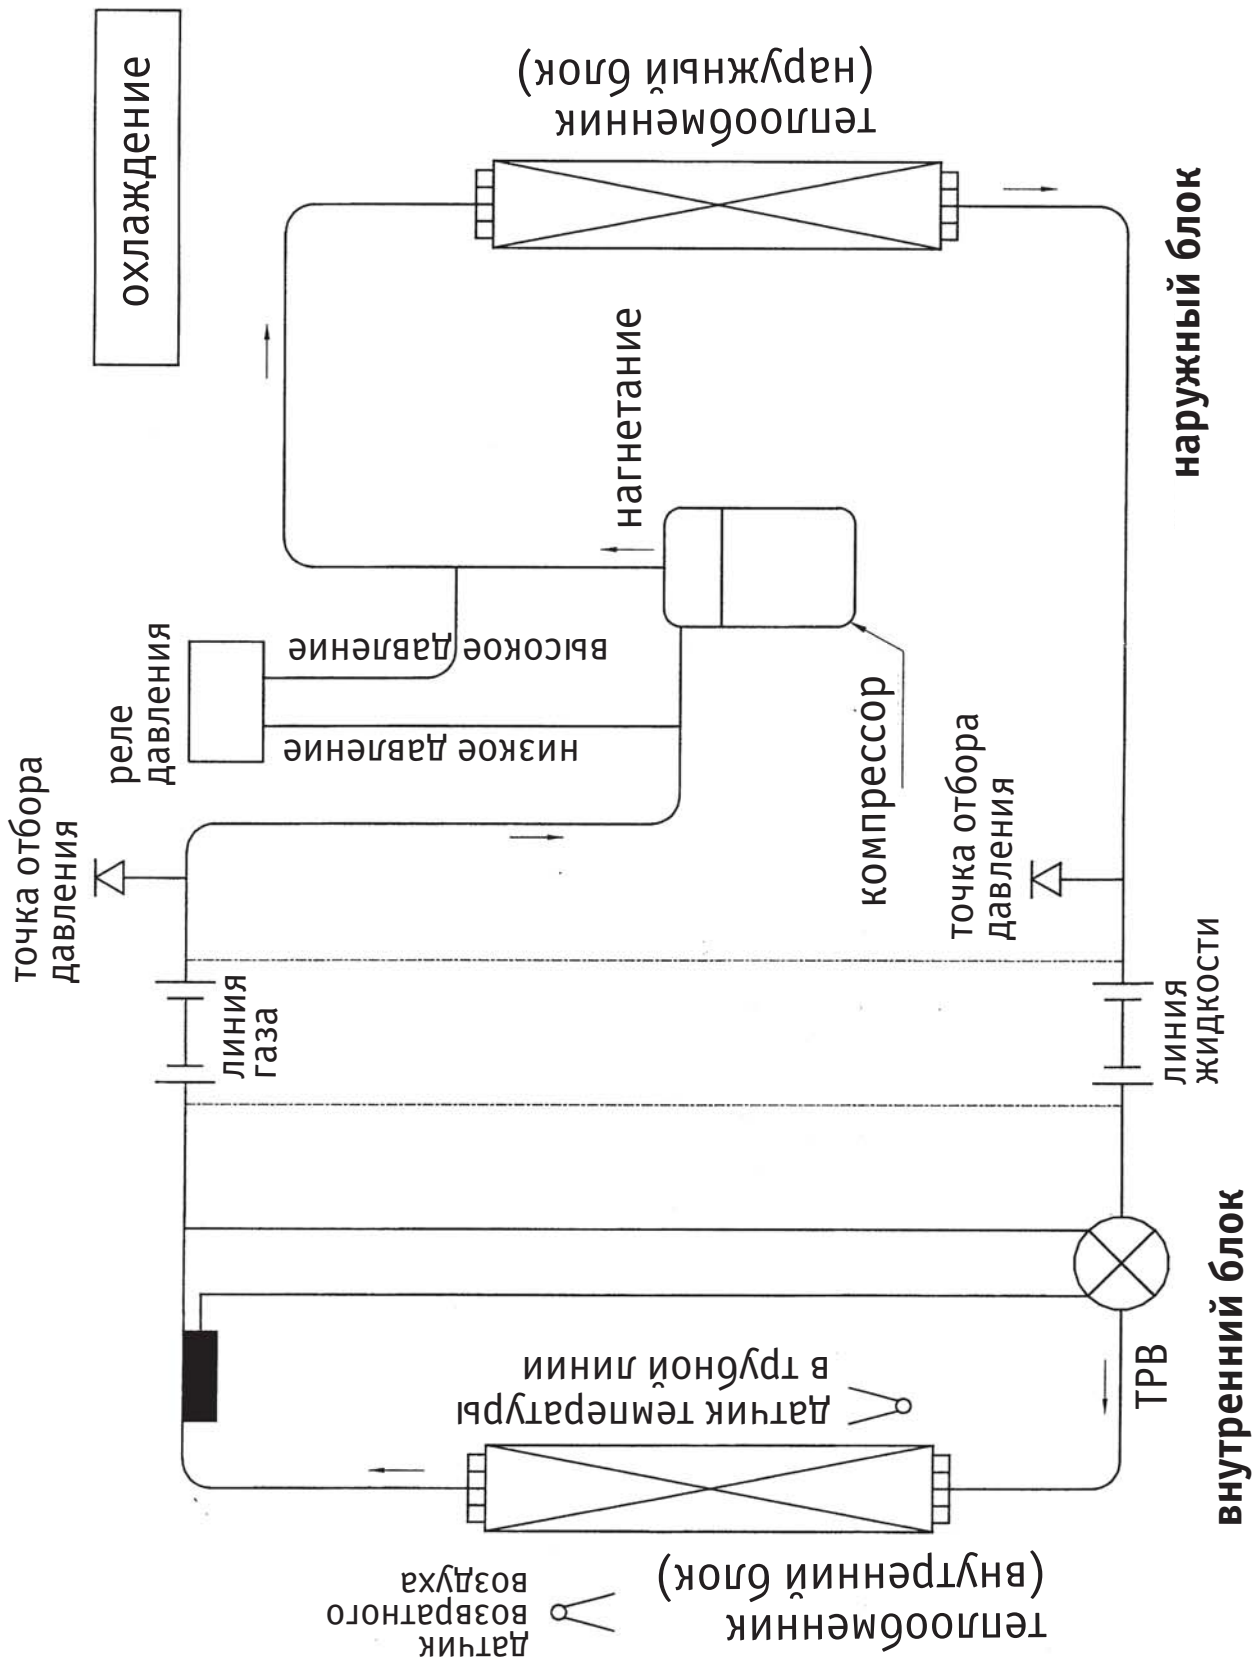 охлаждение
теплообменник
(наружный блок)
нагнетание
реле
давления
высокое давление
низкое давление
компрессор
точка отбора
давления
точка отбора
давления
линия
газа
линия
жидкости
наружный блок
датчик температуры
в трубной линии
ТРВ
внутренний блок
теплообменник
(внутренний блок)
датчик
возвратного
воздуха